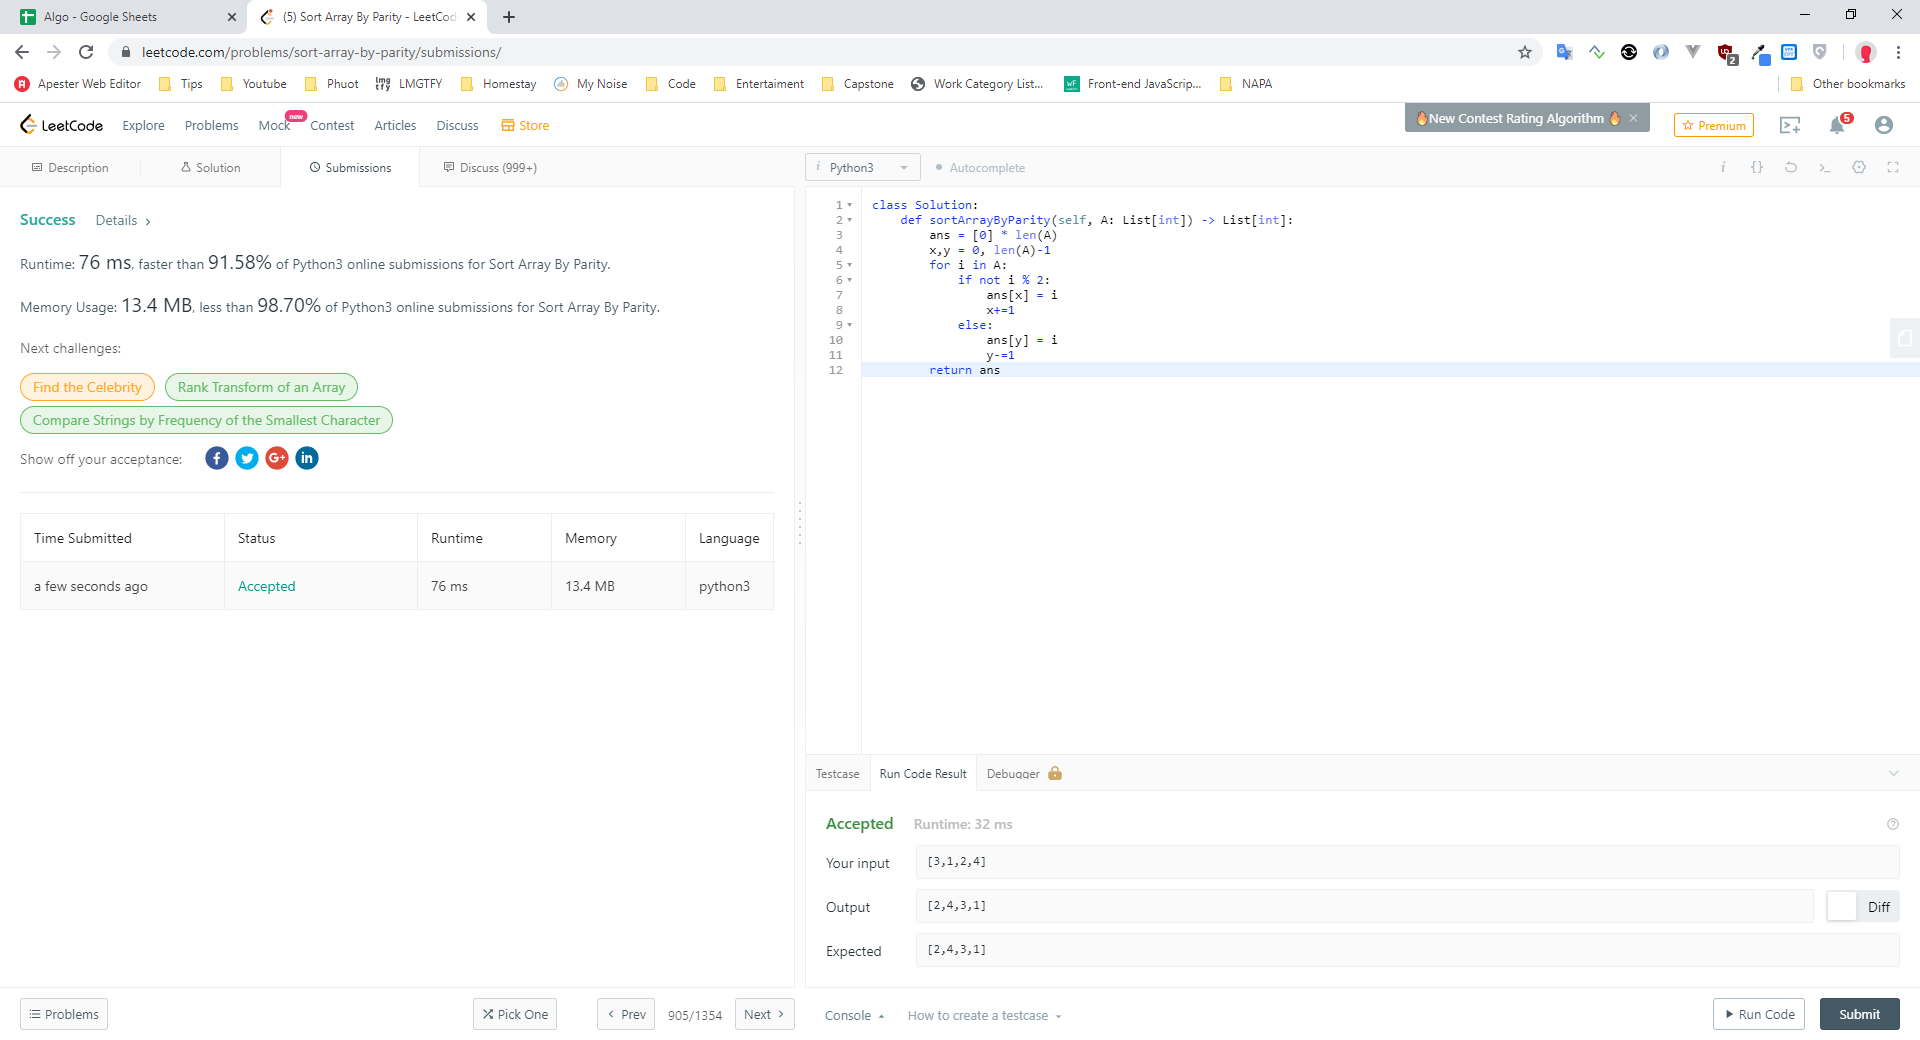 Algo - Google Sheets
(5) Sort Array By Parity - LeetCod
leetcode.com/problems/sort-array-by-parity/submissions/
2
Apester Web Editor Tips Youtube Phuot LMGTFY Homestay My Noise Code Entertaiment Capstone Work Category List... Front-end JavaScrip... NAPA Other bookmarks
LeetCode Explore Problems Mock new Contest Articles Discuss Store
🔥New Contest Rating Algorithm 🔥 ×
Premium
5
Description Solution Submissions Discuss (999+)
i Python3 Autocomplete
Success Details
Runtime: 76 ms, faster than 91.58% of Python3 online submissions for Sort Array By Parity.
Memory Usage: 13.4 MB, less than 98.70% of Python3 online submissions for Sort Array By Parity.
Next challenges:
Find the Celebrity Rank Transform of an Array
Compare Strings by Frequency of the Smallest Character
Show off your acceptance:
Time Submitted Status Runtime Memory Language
a few seconds ago Accepted 76 ms 13.4 MB python3
Problems Pick One Prev 905/1354 Next
1 class Solution:
2 def sortArrayByParity(self, A: List[int]) -> List[int]:
3 ans = [0] * len(A)
4 x,y = 0, len(A)-1
5 for i in A:
6 if not i % 2:
7 ans[x] = i
8 x+=1
9 else:
10 ans[y] = i
11 y-=1
12 return ans
Testcase Run Code Result Debugger
Accepted Runtime: 32 ms
Your input [3,1,2,4]
Output [2,4,3,1] Diff
Expected [2,4,3,1]
Console How to create a testcase Run Code Submit